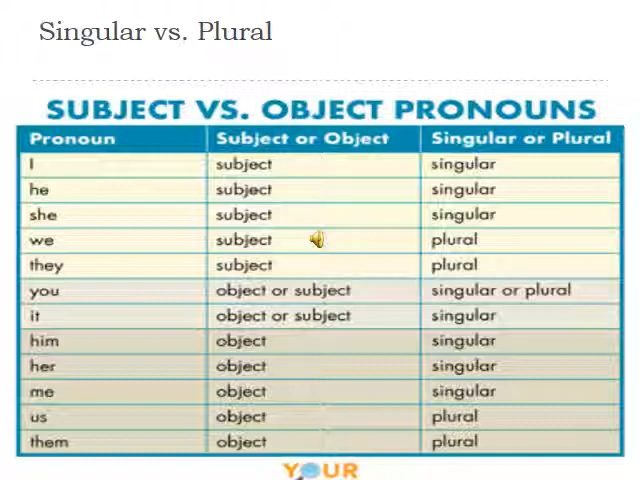 Singular vs. Plural
SUBJECT VS. OBJECT PRONOUNS
Pronoun Subject or Object Singular or Plural
I subject singular
he subject singular
she subject singular
we subject plural
they subject plural
you object or subject singular or plural
it object or subject singular
him object singular
her object singular
me object singular
us object plural
them object plural
YOUR